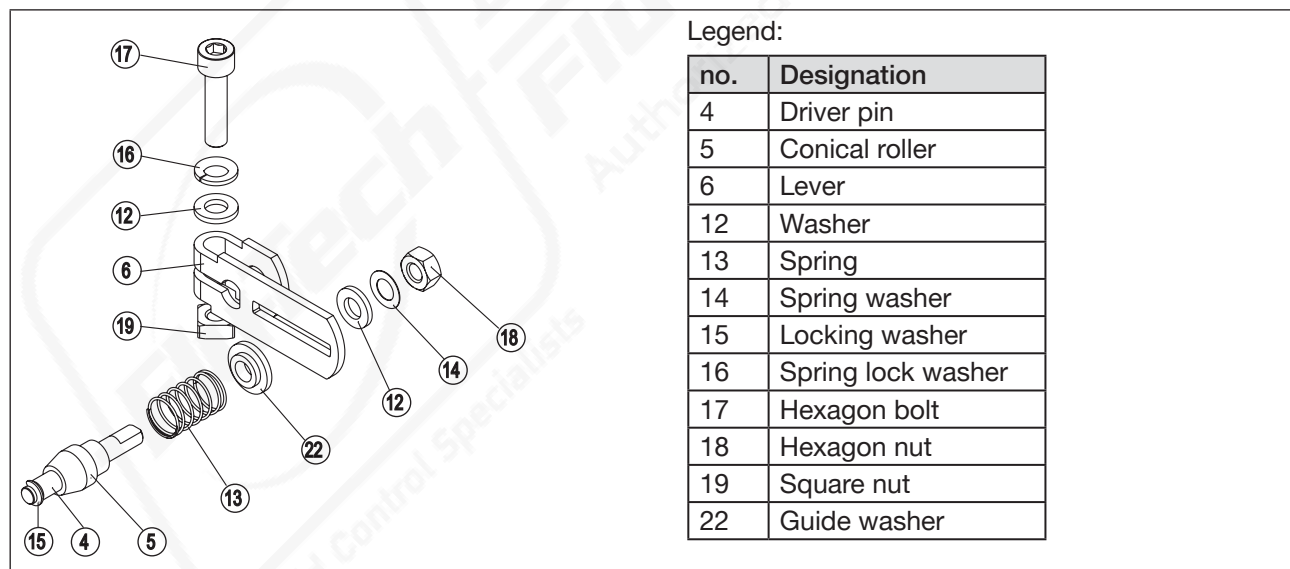 Legend:
no. Designation
4 Driver pin
5 Conical roller
6 Lever
12 Washer
13 Spring
14 Spring washer
15 Locking washer
16 Spring lock washer
17 Hexagon bolt
18 Hexagon nut
19 Square nut
22 Guide washer
17
16
12
6
19
18
14
12
22
13
15 4 5